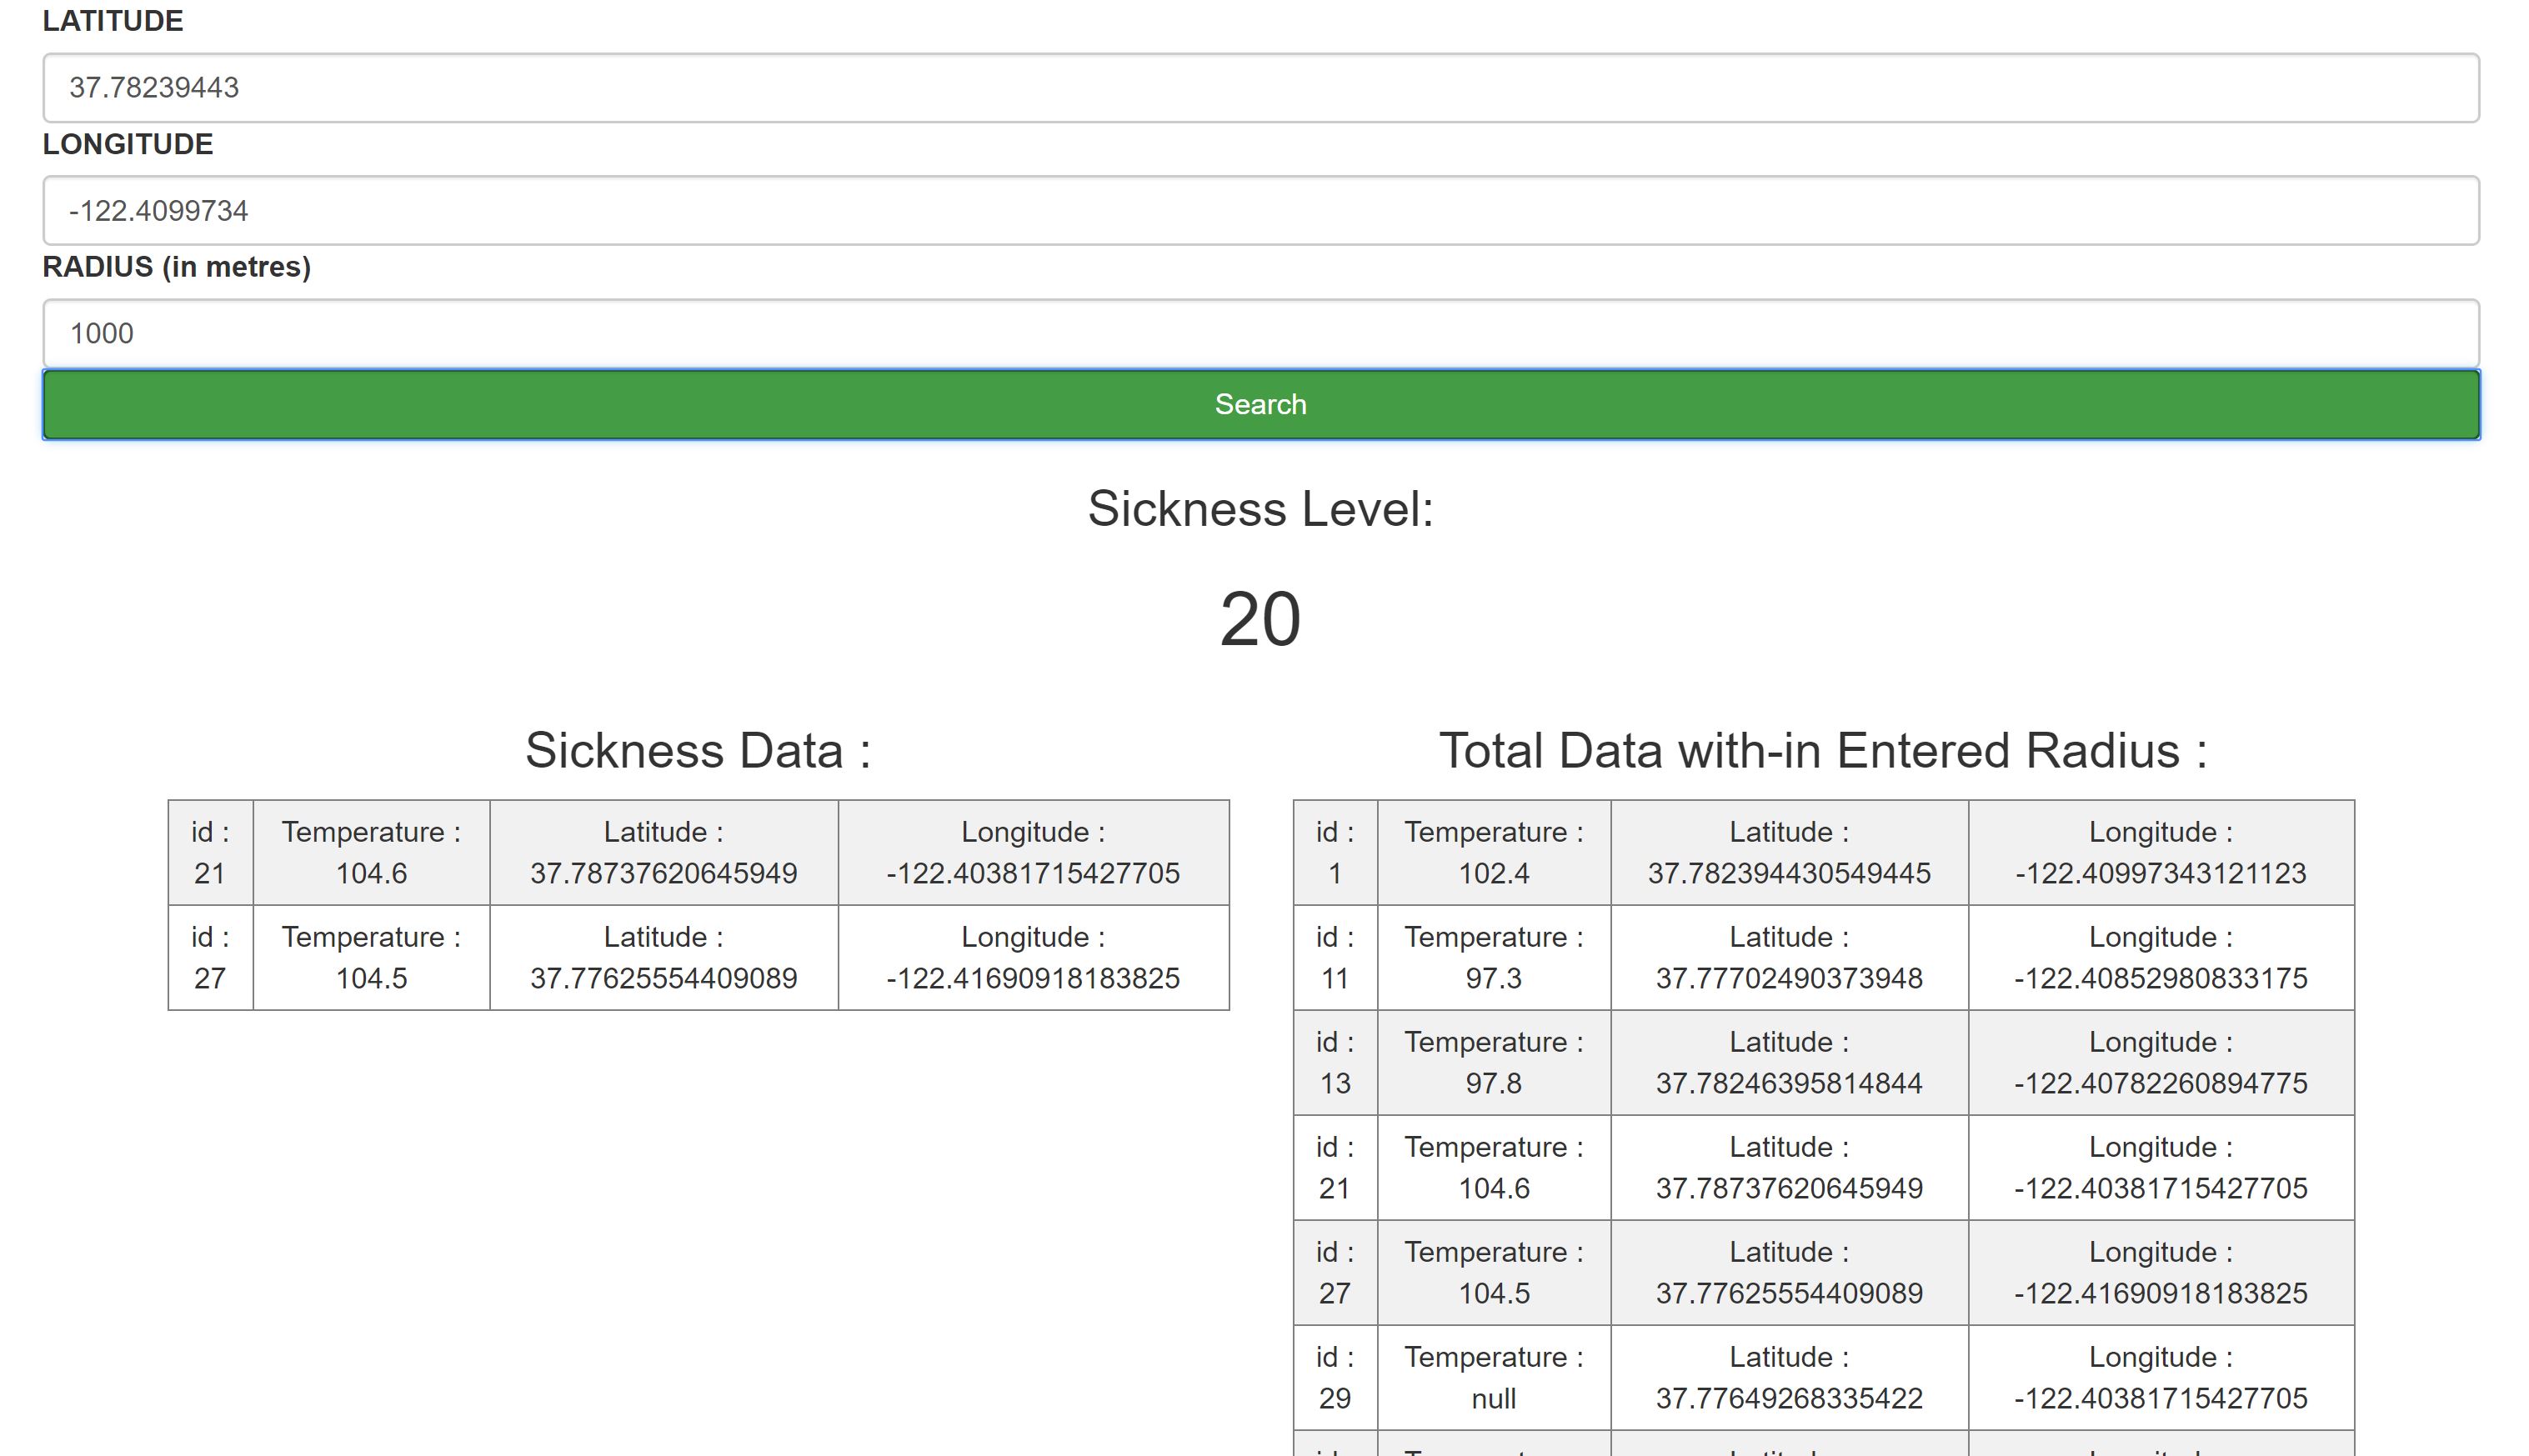 LATITUDE
37.78239443
LONGITUDE
-122.4099734
RADIUS (in metres)
1000
Search
Sickness Level:
20
Sickness Data :
id : Temperature : Latitude : Longitude :
21 104.6 37.78737620645949 -122.40381715427705
id : Temperature : Latitude : Longitude :
27 104.5 37.77625554409089 -122.41690918183825
Total Data with-in Entered Radius :
id : Temperature : Latitude : Longitude :
1 102.4 37.782394430549445 -122.40997343121123
id : Temperature : Latitude : Longitude :
11 97.3 37.77702490373948 -122.40852980833175
id : Temperature : Latitude : Longitude :
13 97.8 37.78246395814844 -122.40782260894775
id : Temperature : Latitude : Longitude :
21 104.6 37.78737620645949 -122.40381715427705
id : Temperature : Latitude : Longitude :
27 104.5 37.77625554409089 -122.41690918183825
id : Temperature : Latitude : Longitude :
29 null 37.77649268335422 -122.40381715427705